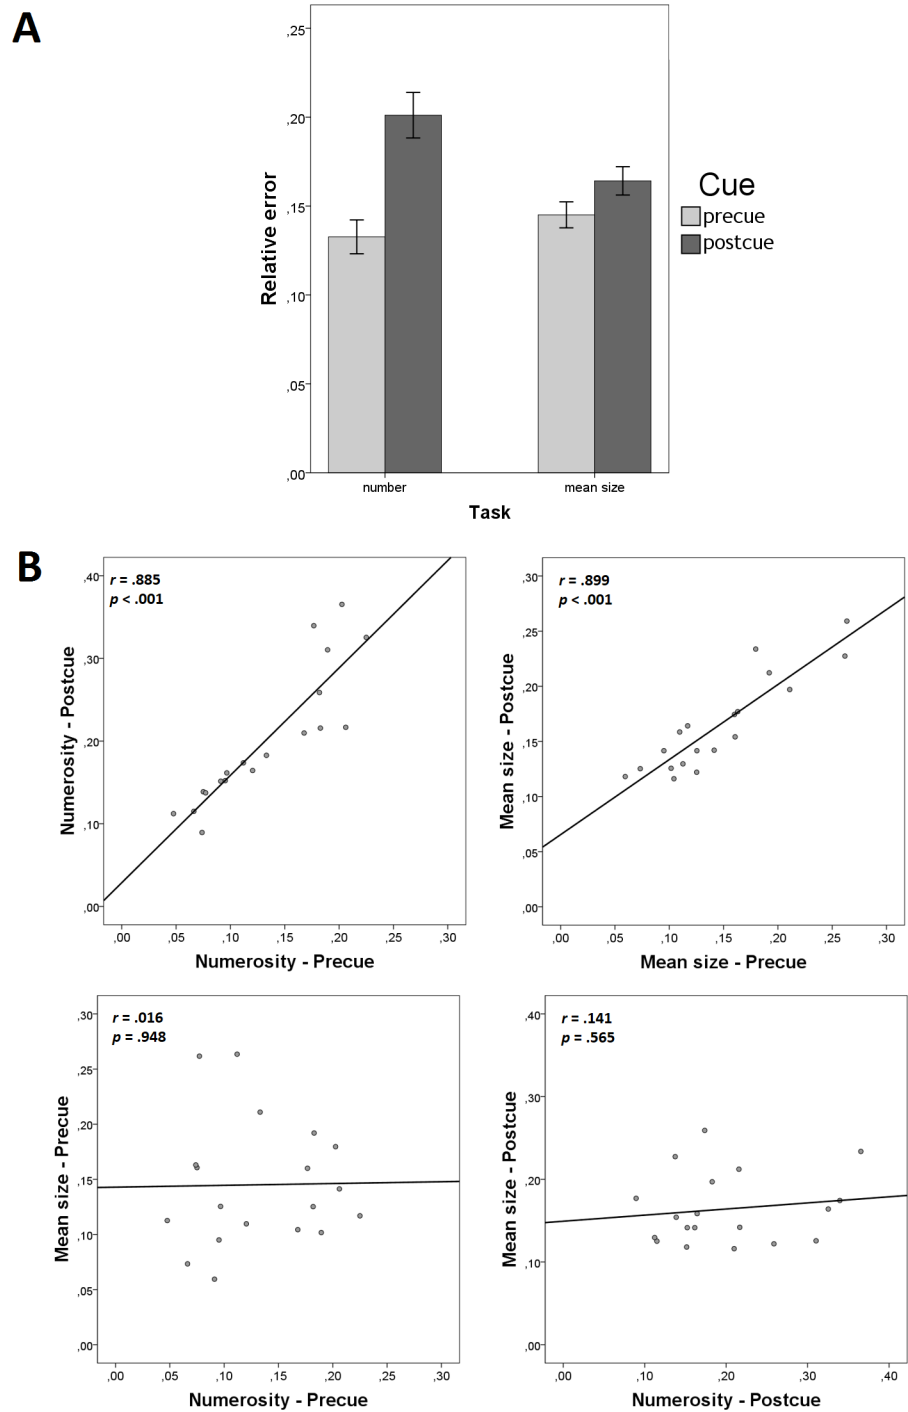 A
,25
,20
,15
,10
,05
,00
Relative error
number
mean size
Task
Cue
precue
postcue
B
r = .885
p < .001
,40
,30
,20
,10
,00
Numerosity - Postcue
,00 ,05 ,10 ,15 ,20 ,25 ,30
Numerosity - Precue
r = .899
p < .001
,30
,25
,20
,15
,10
,05
,00
Mean size - Postcue
,00 ,05 ,10 ,15 ,20 ,25 ,30
Mean size - Precue
r = .016
p = .948
,30
,25
,20
,15
,10
,05
,00
Mean size - Precue
,00 ,05 ,10 ,15 ,20 ,25 ,30
Numerosity - Precue
r = .141
p = .565
,40
,30
,20
,10
,00
Mean size - Postcue
,00 ,10 ,20 ,30 ,40
Numerosity - Postcue